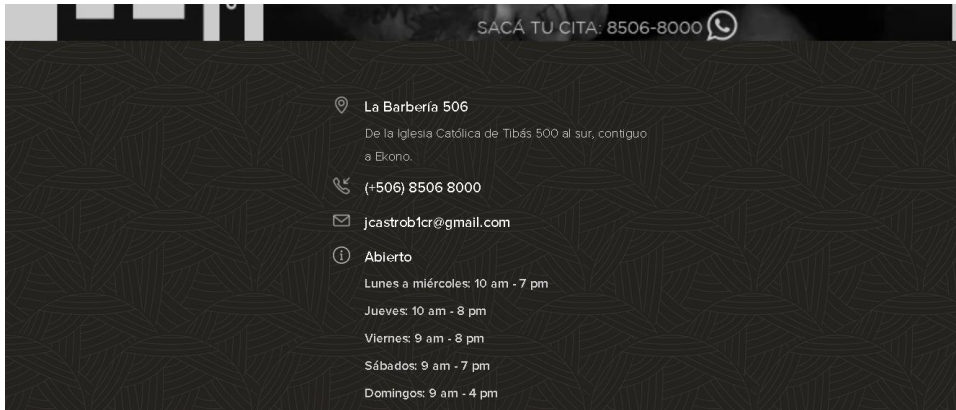 SACÁ TU CITA: 8506-8000
La Barbería 506
De la Iglesia Católica de Tibás 500 al sur, contiguo
a Ekono.
(+506) 8506 8000
jcastrob1cr@gmail.com
Abierto
Lunes a miércoles: 10 am - 7 pm
Jueves: 10 am - 8 pm
Viernes: 9 am - 8 pm
Sábados: 9 am - 7 pm
Domingos: 9 am - 4 pm